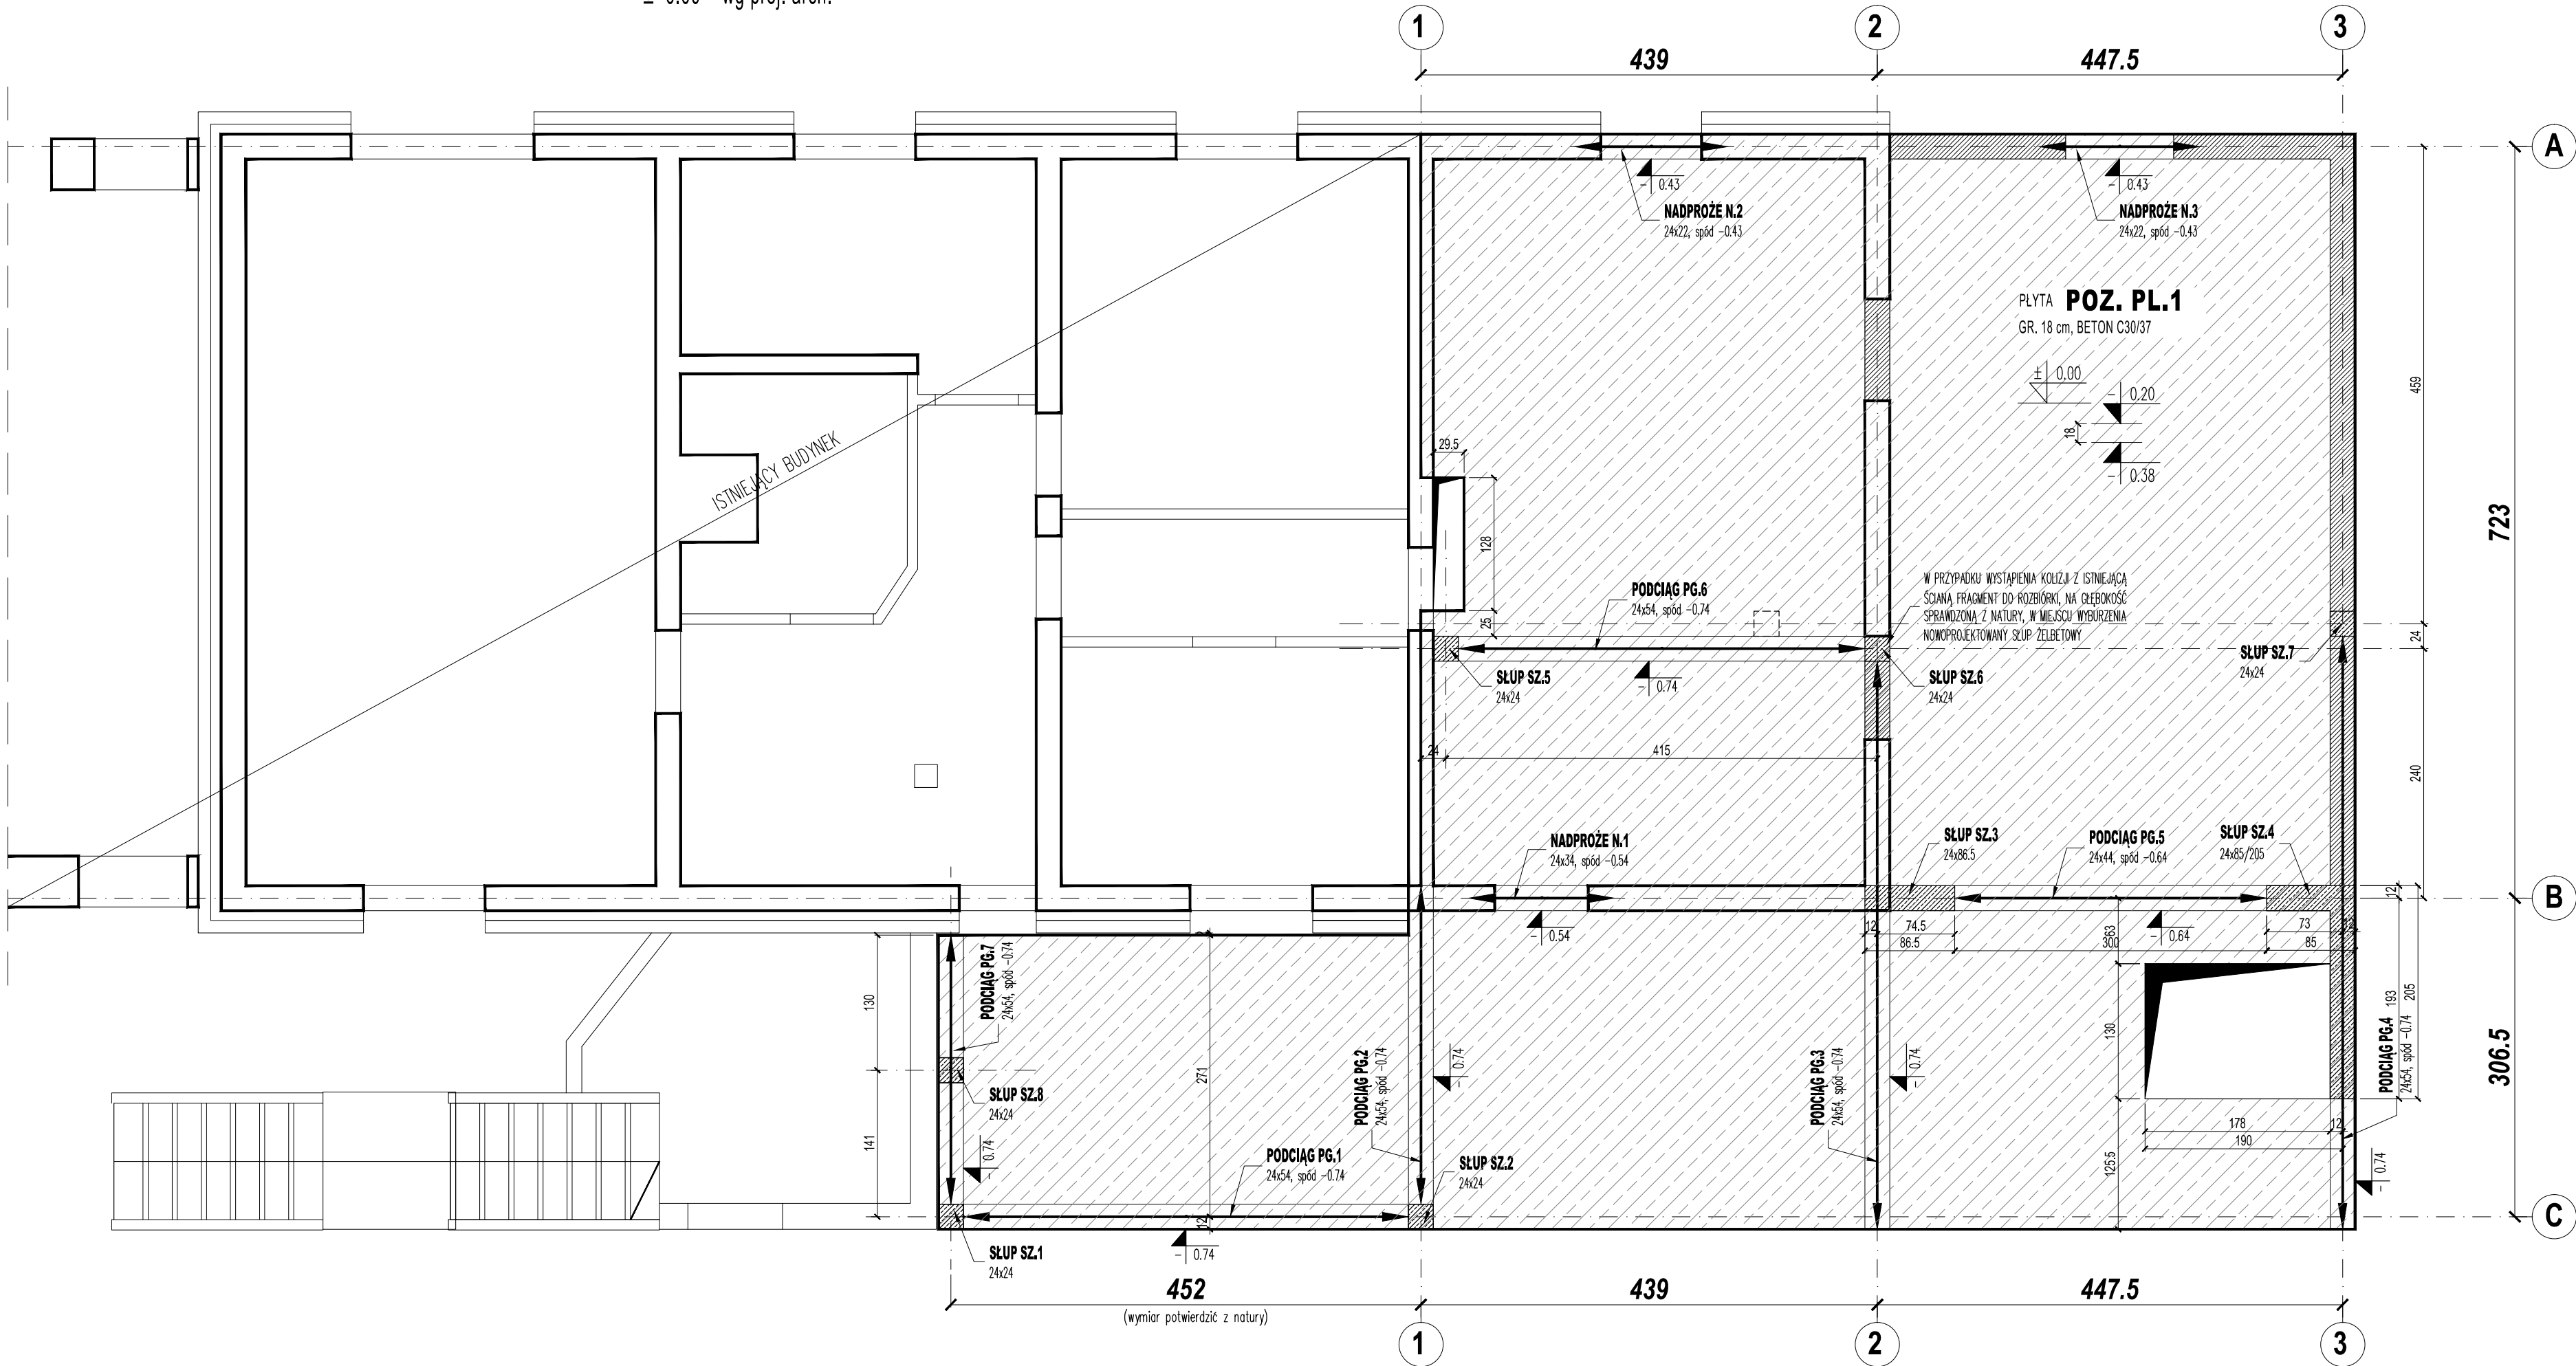 1
2
3
439
447.5
A
- 0.43
NADPROŻE N.2
24x22, spód -0.43
- 0.43
NADPROŻE N.3
24x22, spód -0.43
PŁYTA POZ. PL.1
GR. 18 cm, BETON C30/37
± 0.00
- 0.20
18
- 0.38
459
723
ISTNIEJĄCY BUDYNEK
29.5
128
25
PODCIĄG PG.6
24x54, spód -0.74
W PRZYPADKU WYSTĄPIENIA KOLIZJI Z ISTNIEJĄCĄ
ŚCIANĄ FRAGMENT DO ROZBIÓRKI, NA GŁĘBOKOŚĆ
SPRAWDZONĄ Z NATURY, W MIEJSCU WYBURZENIA
NOWOPROJEKTOWANY SŁUP ŻELBETOWY
24
SŁUP SZ.5
24x24
- 0.74
SŁUP SZ.6
24x24
SŁUP SZ.7
24x24
24
415
240
NADPROŻE N.1
24x34, spód -0.54
SŁUP SZ.3
24x86.5
PODCIĄG PG.5
24x44, spód -0.64
SŁUP SZ.4
24x85/205
12
B
- 0.54
12
74.5
86.5
63
300
- 0.64
73
12
85
130
PODCIĄG PG.7
24x54, spód -0.74
271
SŁUP SZ.8
24x24
141
- 0.74
PODCIĄG PG.1
24x54, spód -0.74
12
PODCIĄG PG.2
24x54, spód -0.74
- 0.74
SŁUP SZ.2
24x24
PODCIĄG PG.3
24x54, spód -0.74
- 0.74
130
125.5
178
12
190
PODCIĄG PG.4
24x54, spód -0.74
193
205
- 0.74
306.5
C
SŁUP SZ.1
24x24
- 0.74
452
(wymiar potwierdzić z natury)
439
447.5
1
2
3